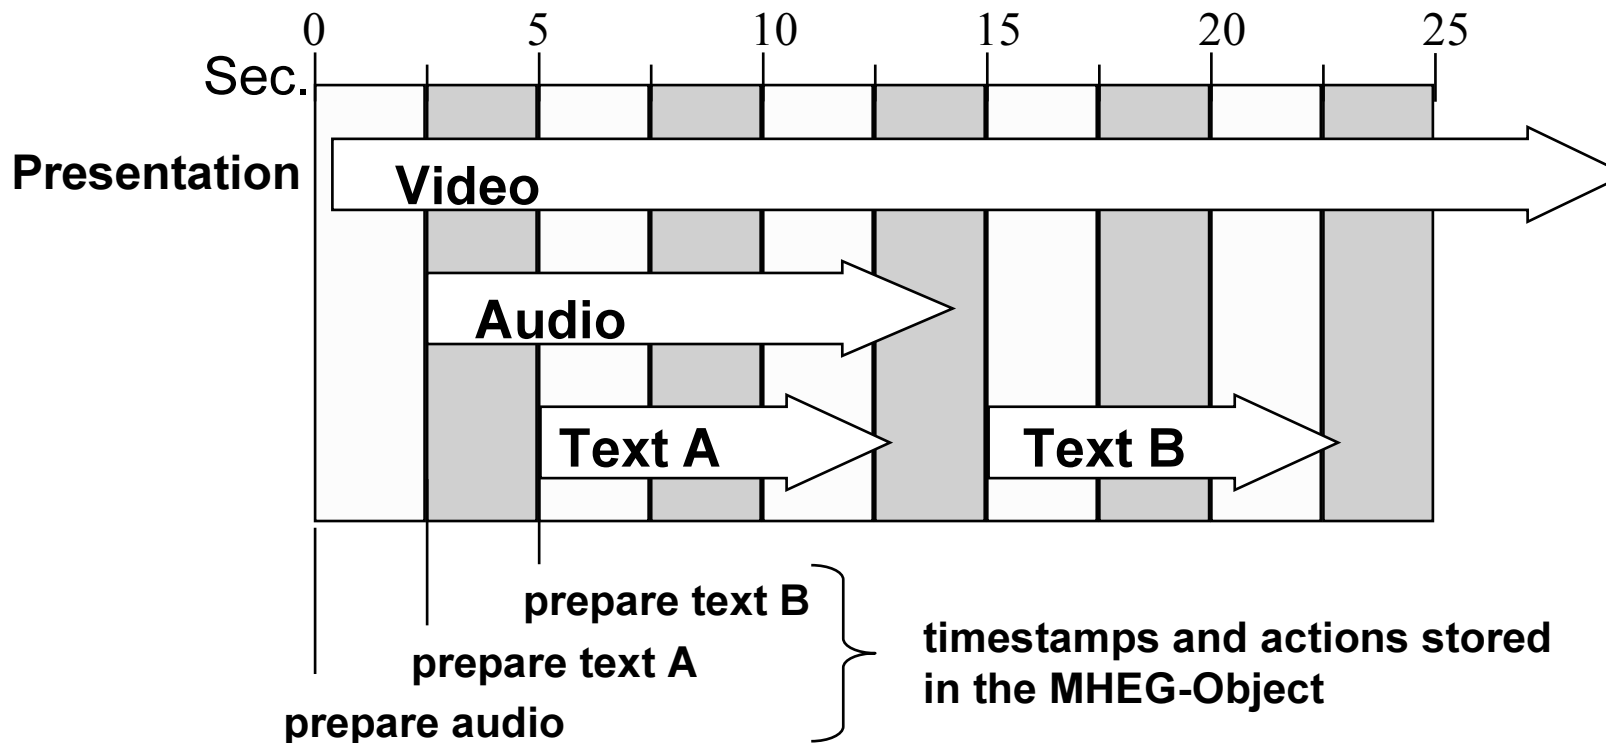 0 5 10 15 20 25
Sec.
Presentation
Video
Audio
Text A Text B
prepare text B
prepare text A
prepare audio
timestamps and actions stored
in the MHEG-Object